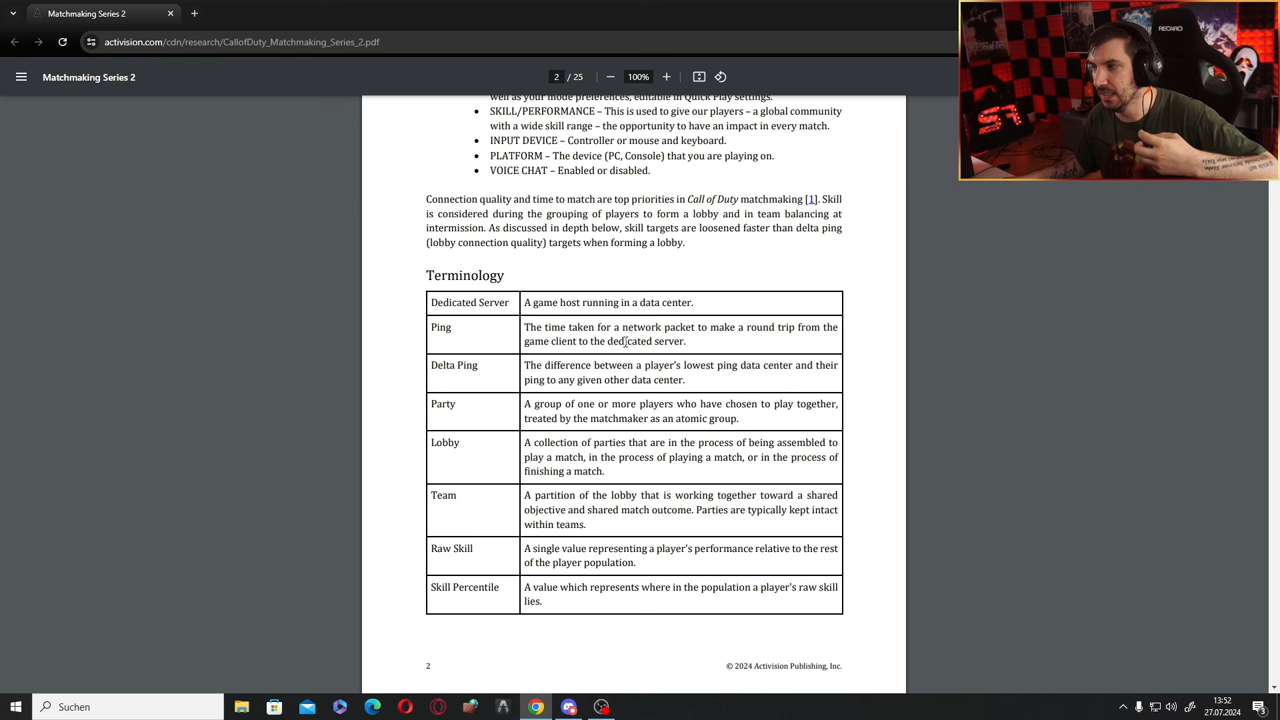 Matchmaking Series 2
activision.com/cdn/research/CallofDuty_Matchmaking_Series_2.pdf
Matchmaking Series 2
2 / 25
100%
RECARO
well as your mode preferences, editable in Quick Play settings.
• SKILL/PERFORMANCE – This is used to give our players – a global community
with a wide skill range – the opportunity to have an impact in every match.
• INPUT DEVICE – Controller or mouse and keyboard.
• PLATFORM – The device (PC, Console) that you are playing on.
• VOICE CHAT – Enabled or disabled.
Connection quality and time to match are top priorities in Call of Duty matchmaking [1]. Skill
is considered during the grouping of players to form a lobby and in team balancing at
intermission. As discussed in depth below, skill targets are loosened faster than delta ping
(lobby connection quality) targets when forming a lobby.
Terminology
Dedicated Server A game host running in a data center.
Ping The time taken for a network packet to make a round trip from the
game client to the dedicated server.
Delta Ping The difference between a player's lowest ping data center and their
ping to any given other data center.
Party A group of one or more players who have chosen to play together,
treated by the matchmaker as an atomic group.
Lobby A collection of parties that are in the process of being assembled to
play a match, in the process of playing a match, or in the process of
finishing a match.
Team A partition of the lobby that is working together toward a shared
objective and shared match outcome. Parties are typically kept intact
within teams.
Raw Skill A single value representing a player's performance relative to the rest
of the player population.
Skill Percentile A value which represents where in the population a player's raw skill
lies.
2 © 2024 Activision Publishing, Inc.
Suchen
13:52
27.07.2024